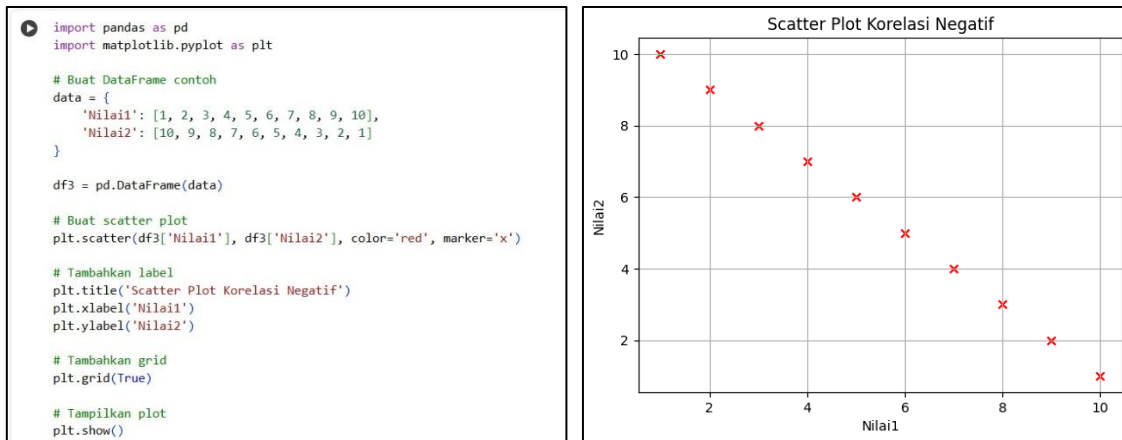 import pandas as pd
import matplotlib.pyplot as plt
# Buat DataFrame contoh
data = {
    'Nilai1': [1, 2, 3, 4, 5, 6, 7, 8, 9, 10],
    'Nilai2': [10, 9, 8, 7, 6, 5, 4, 3, 2, 1]
}
df3 = pd.DataFrame(data)
# Buat scatter plot
plt.scatter(df3['Nilai1'], df3['Nilai2'], color='red', marker='x')
# Tambahkan label
plt.title('Scatter Plot Korelasi Negatif')
plt.xlabel('Nilai1')
plt.ylabel('Nilai2')
# Tambahkan grid
plt.grid(True)
# Tampilkan plot
plt.show()
Scatter Plot Korelasi Negatif
10
8
6
4
2
Nilai2
2 4 6 8 10
Nilai1